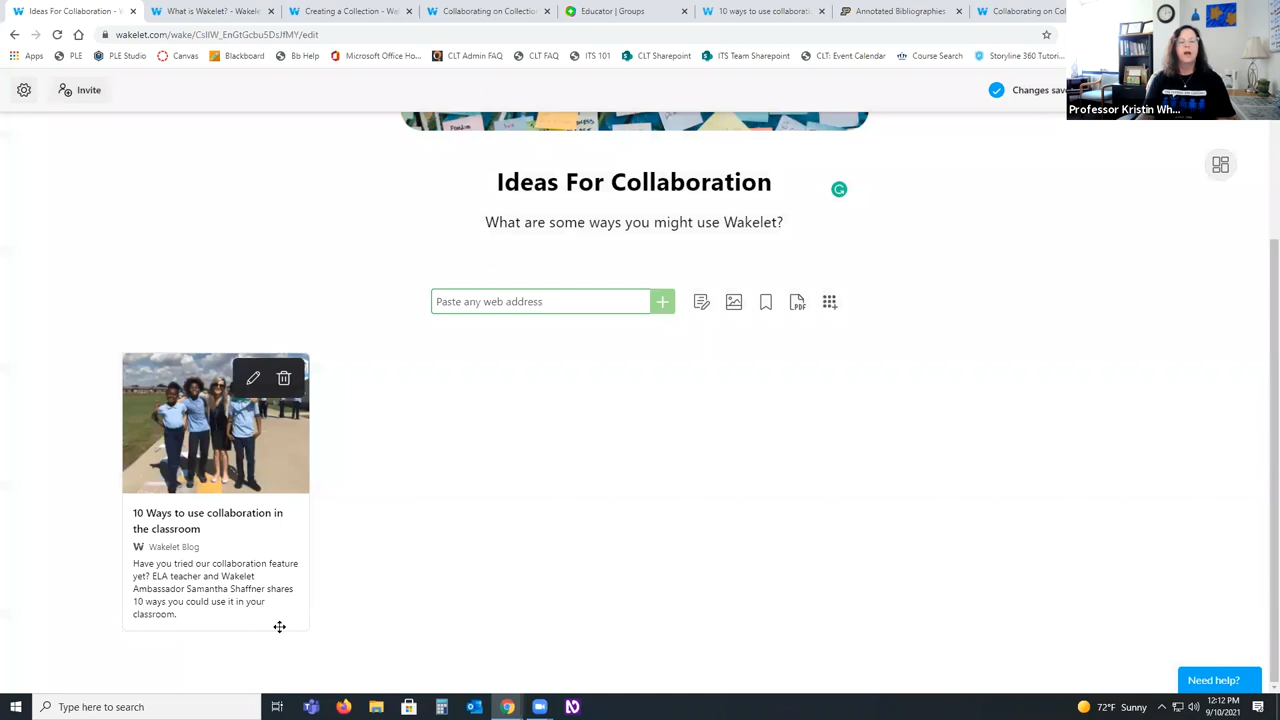 Ideas For Collaboration - W
What is Wakelet? - Wakelet
Creating a Collection - Wak
Collaborating on Collection
Educator | Groups
10 ways to use collaboratio
Annotated Bibliographies
Collaborating on Col
wakelet.com/wake/
/edit
Apps
PLE
PLE Studio
Canvas
Blackboard
Bb Help
Microsoft Office Ho...
CLT Admin FAQ
CLT FAQ
ITS 101
CLT Sharepoint
ITS Team Sharepoint
CLT: Event Calendar
Course Search
Storyline 360 Tutori...
Invite
Changes sav
Professor Kristin Wh...
Ideas For Collaboration
What are some ways you might use Wakelet?
Paste any web address
PDF
10 Ways to use collaboration in
the classroom
Wakelet Blog
Have you tried our collaboration feature
yet? ELA teacher and Wakelet
Ambassador Samantha Shaffner shares
10 ways you could use it in your
classroom.
Need help?
Type here to search
72°F Sunny
12:12 PM
9/10/2021